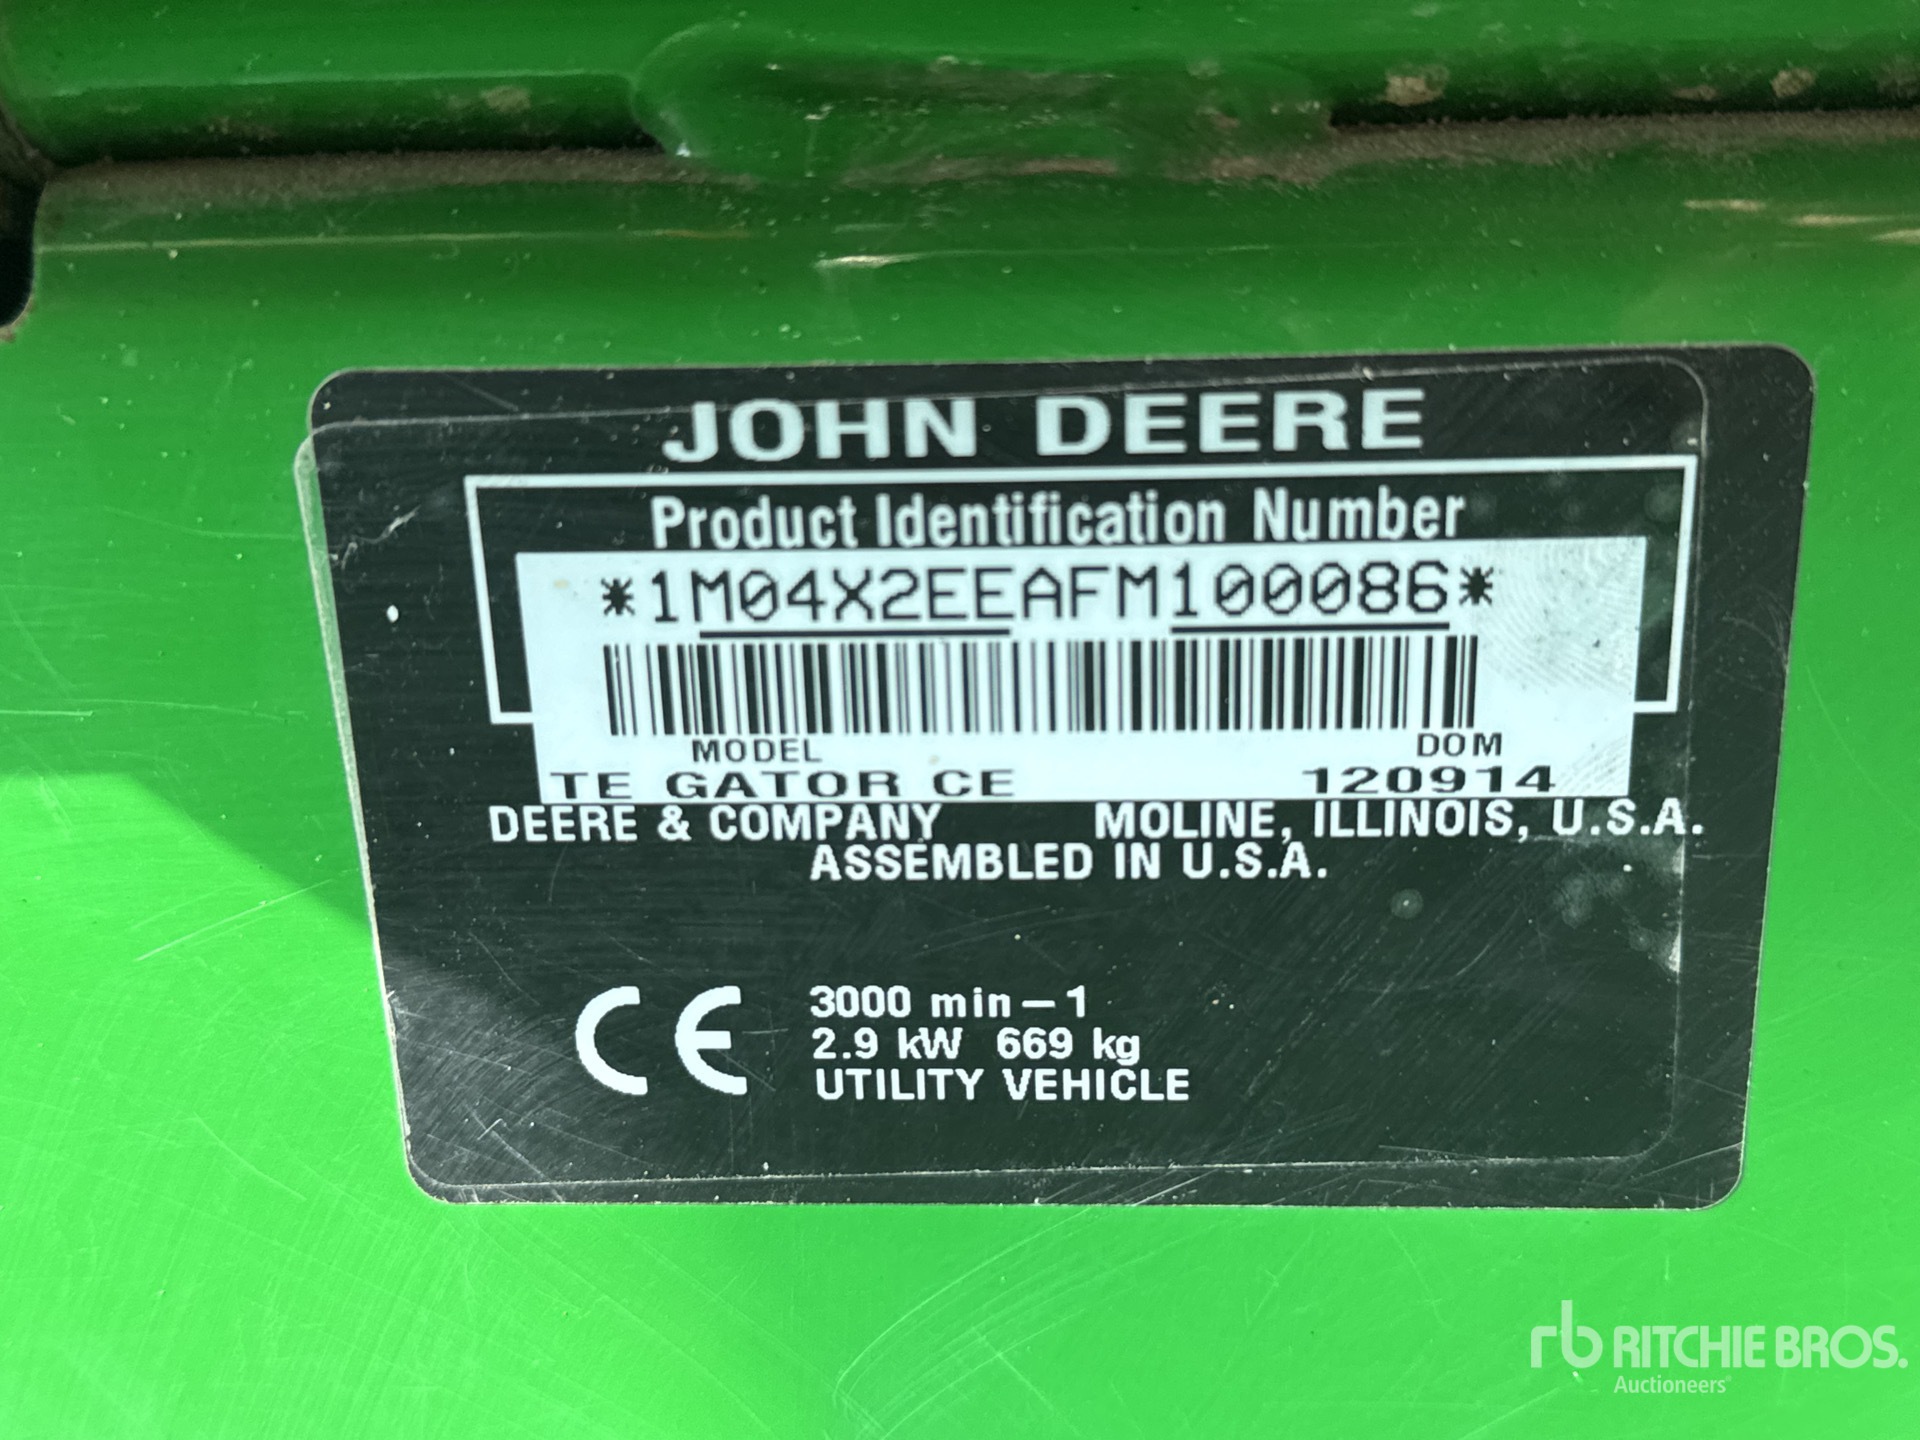 JOHN DEERE
Product Identification Number
*1M04X2EEAFM100086*
MODEL DOM
TE GATOR CE 120914
DEERE & COMPANY MOLINE, ILLINOIS, U.S.A.
ASSEMBLED IN U.S.A.
CE 3000 min-1
2.9 kW 669 kg
UTILITY VEHICLE
rb RITCHIE BROS.
Auctioneers